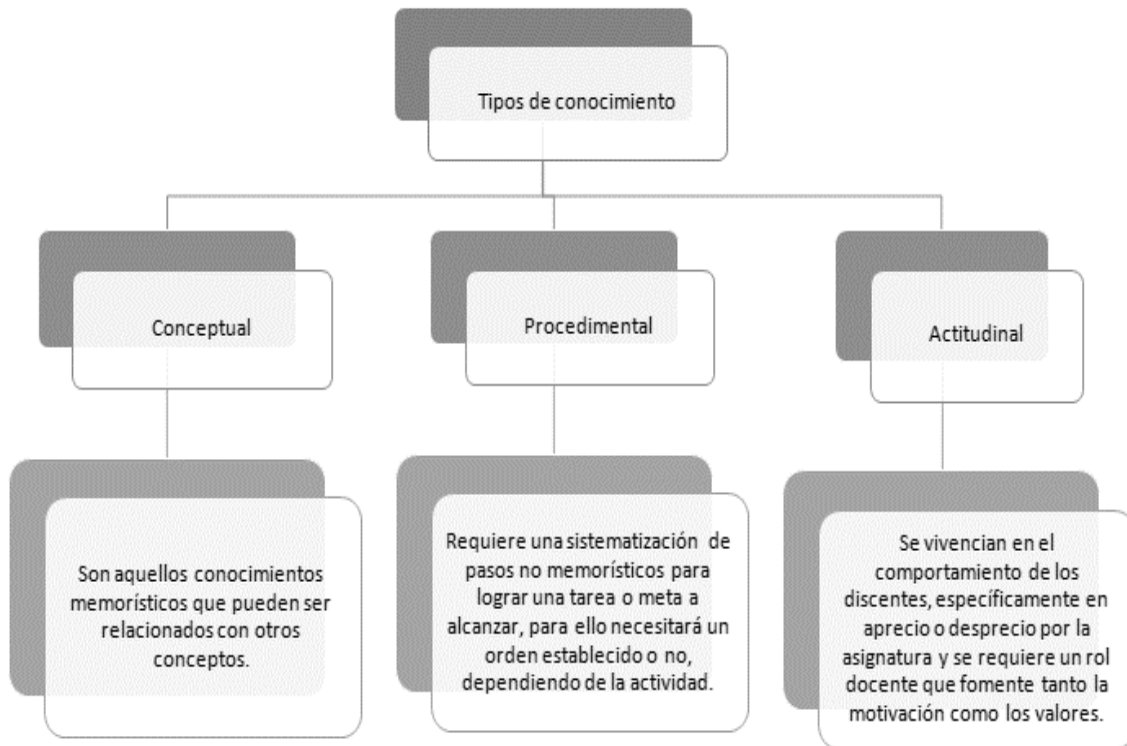 Tipos de conocimiento
Conceptual
Procedimental
Actitudinal
Son aquellos conocimientos
memorísticos que pueden ser
relacionados con otros
conceptos.
Requiere una sistematización de
pasos no memorísticos para
lograr una tarea o meta a
alcanzar, para ello necesitará un
orden establecido o no,
dependiendo de la actividad.
Se vivencian en el
comportamiento de los
discentes, específicamente en
aprecio o desprecio por la
asignatura y se requiere un rol
docente que fomente tanto la
motivación como los valores.